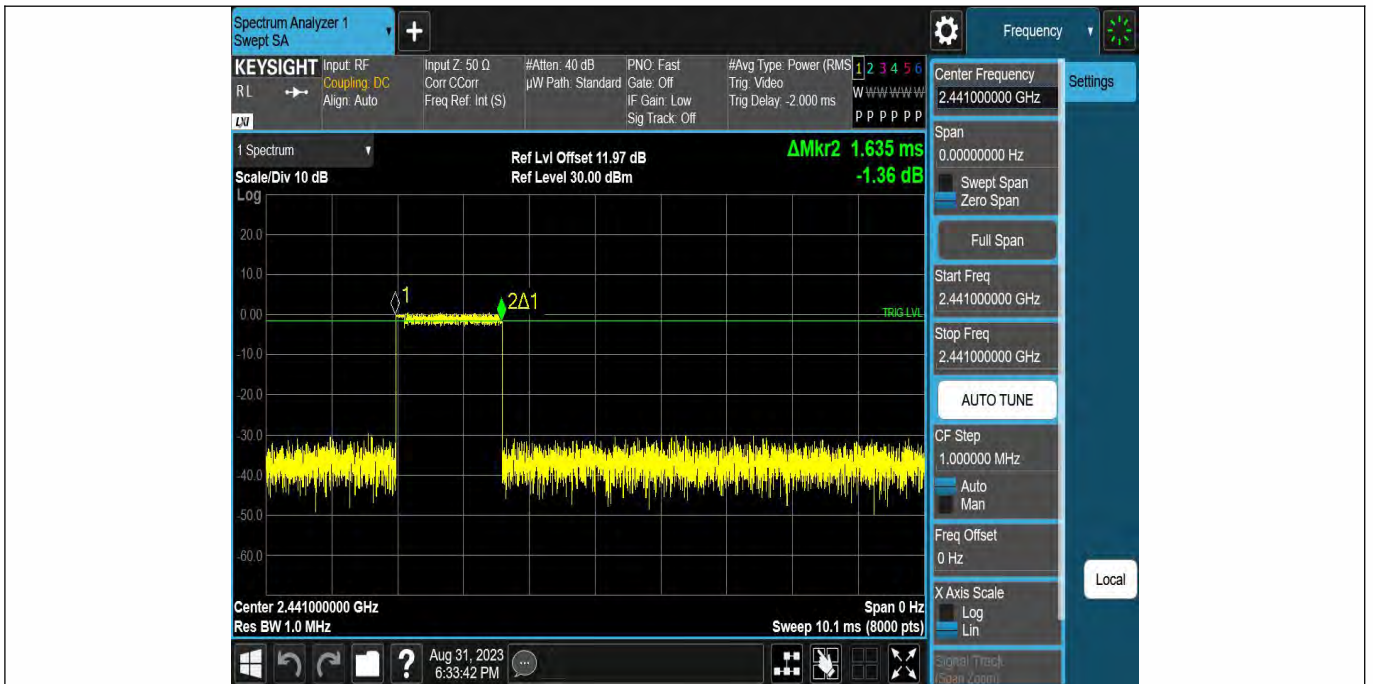 Spectrum Analyzer 1
Swept SA
Frequency
KEYSIGHT
RL
LXI
Input: RF
Coupling: DC
Align: Auto
Input Z: 50 Ω
Corr CCorr
Freq Ref: Int (S)
#Atten: 40 dB
µW Path: Standard
PNO: Fast
Gate: Off
IF Gain: Low
Sig Track: Off
#Avg Type: Power (RMS
Trig: Video
Trig Delay: -2.000 ms
1 2 3 4 5 6
W W W W W W
P P P P P P
1 Spectrum
Scale/Div 10 dB
Log
Ref Lvl Offset 11.97 dB
Ref Level 30.00 dBm
ΔMkr2 1.635 ms
-1.36 dB
20.0
10.0
0.00
-10.0
-20.0
-30.0
-40.0
-50.0
-60.0
1
2Δ1
TRIG LVL
Center 2.441000000 GHz
Res BW 1.0 MHz
Span 0 Hz
Sweep 10.1 ms (8000 pts)
Aug 31, 2023
6:33:42 PM
Center Frequency
2.441000000 GHz
Span
0.00000000 Hz
Swept Span
Zero Span
Full Span
Start Freq
2.441000000 GHz
Stop Freq
2.441000000 GHz
AUTO TUNE
CF Step
1.000000 MHz
Auto
Man
Freq Offset
0 Hz
X Axis Scale
Log
Lin
Signal Track
(Span Zoom)
Settings
Local